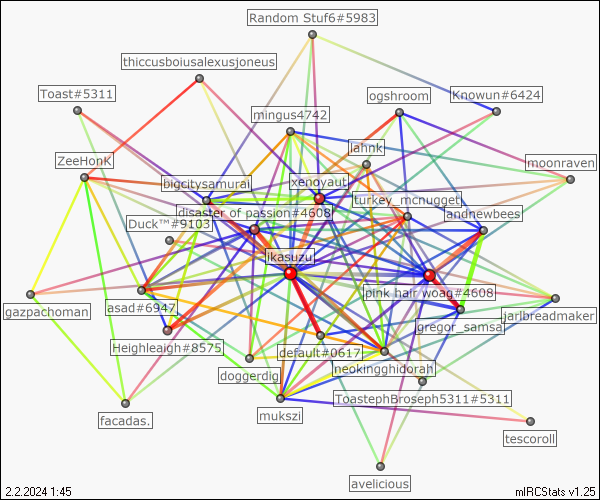 Random Stuf6#5983
thiccusboiusalexusjoneus
Toast#5311
ogshroom
Knowun#6424
mingus4742
lahnk
ZeeHonK
moonraven
bigcitysamurai
xenoyaut
turkey_mcnugget
disaster of passion#4608
andnewbees
Duck™#9103
ikasuzu
pink hair woag#4608
gazpachoman
asad#6947
jarlbreadmaker
gregor_samsa
Heighleaigh#8575
default#0617
neokingghidorah
doggerdig
ToastephBroseph5311#5311
mukszi
facadas.
tescoroll
avelicious
2.2.2024 1:45
mIRCStats v1.25